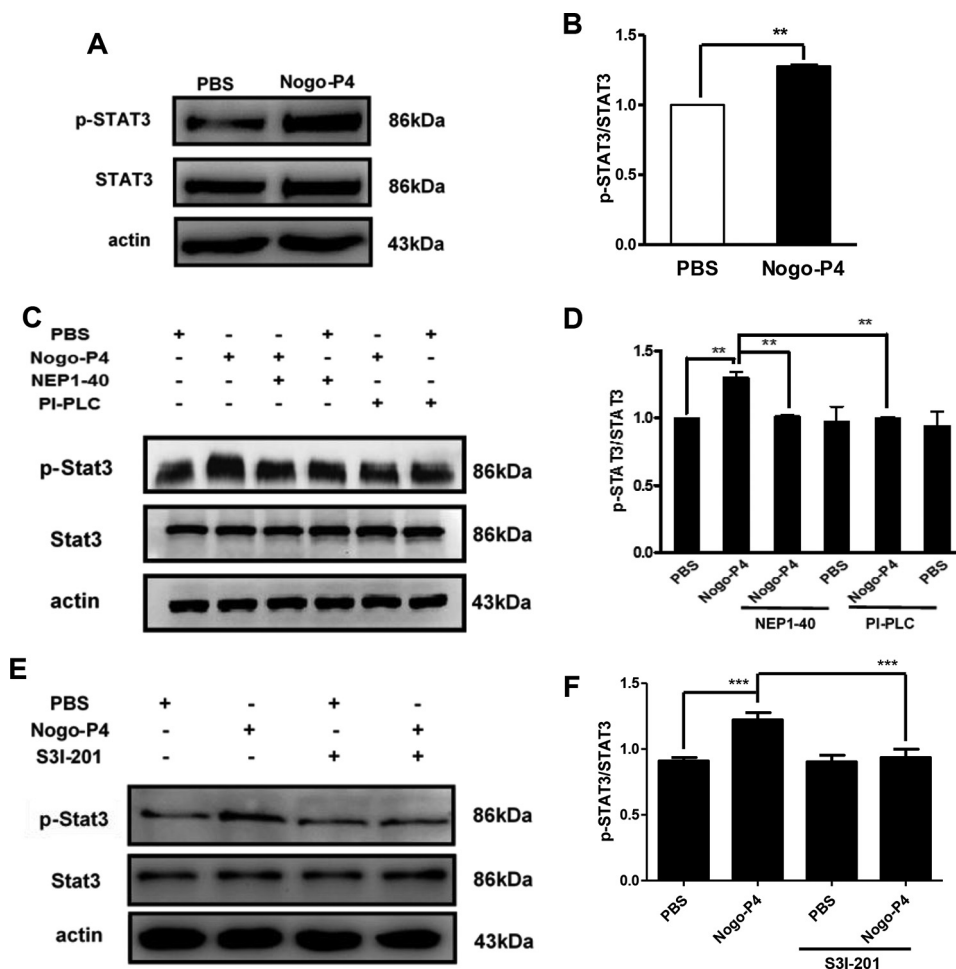 A
PBS Nogo-P4
p-STAT3 86kDa
STAT3 86kDa
actin 43kDa
B
p-STAT3/STAT3
1.5
1.0
0.5
0.0
**
PBS Nogo-P4
C
PBS + - - + - +
Nogo-P4 - + + - + -
NEP1-40 - - + + - -
PI-PLC - - - - + +
p-Stat3 86kDa
Stat3 86kDa
actin 43kDa
D
p-STAT3/STAT3
1.5
1.0
0.5
0.0
** ** **
PBS Nogo-P4 Nogo-P4 PBS Nogo-P4 PBS
NEP1-40 PI-PLC
E
PBS + - + -
Nogo-P4 - + - +
S3I-201 - - + +
p-Stat3 86kDa
Stat3 86kDa
actin 43kDa
F
p-STAT3/STAT3
1.5
1.0
0.5
0.0
*** ***
PBS Nogo-P4 PBS Nogo-P4
S3I-201